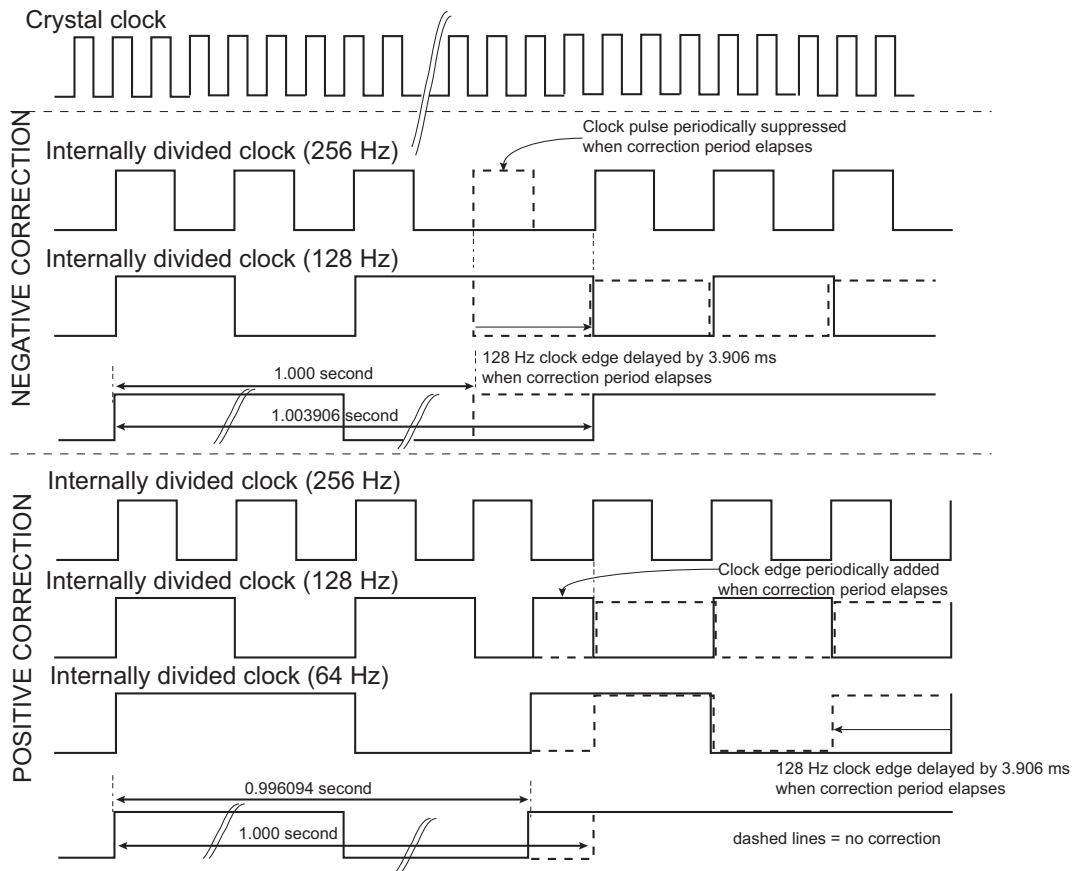 Crystal clock
NEGATIVE CORRECTION
Clock pulse periodically suppressed
when correction period elapses
Internally divided clock (256 Hz)
Internally divided clock (128 Hz)
128 Hz clock edge delayed by 3.906 ms
when correction period elapses
1.000 second
1.003906 second
POSITIVE CORRECTION
Internally divided clock (256 Hz)
Internally divided clock (128 Hz)
Clock edge periodically added
when correction period elapses
Internally divided clock (64 Hz)
128 Hz clock edge delayed by 3.906 ms
when correction period elapses
0.996094 second
1.000 second
dashed lines = no correction